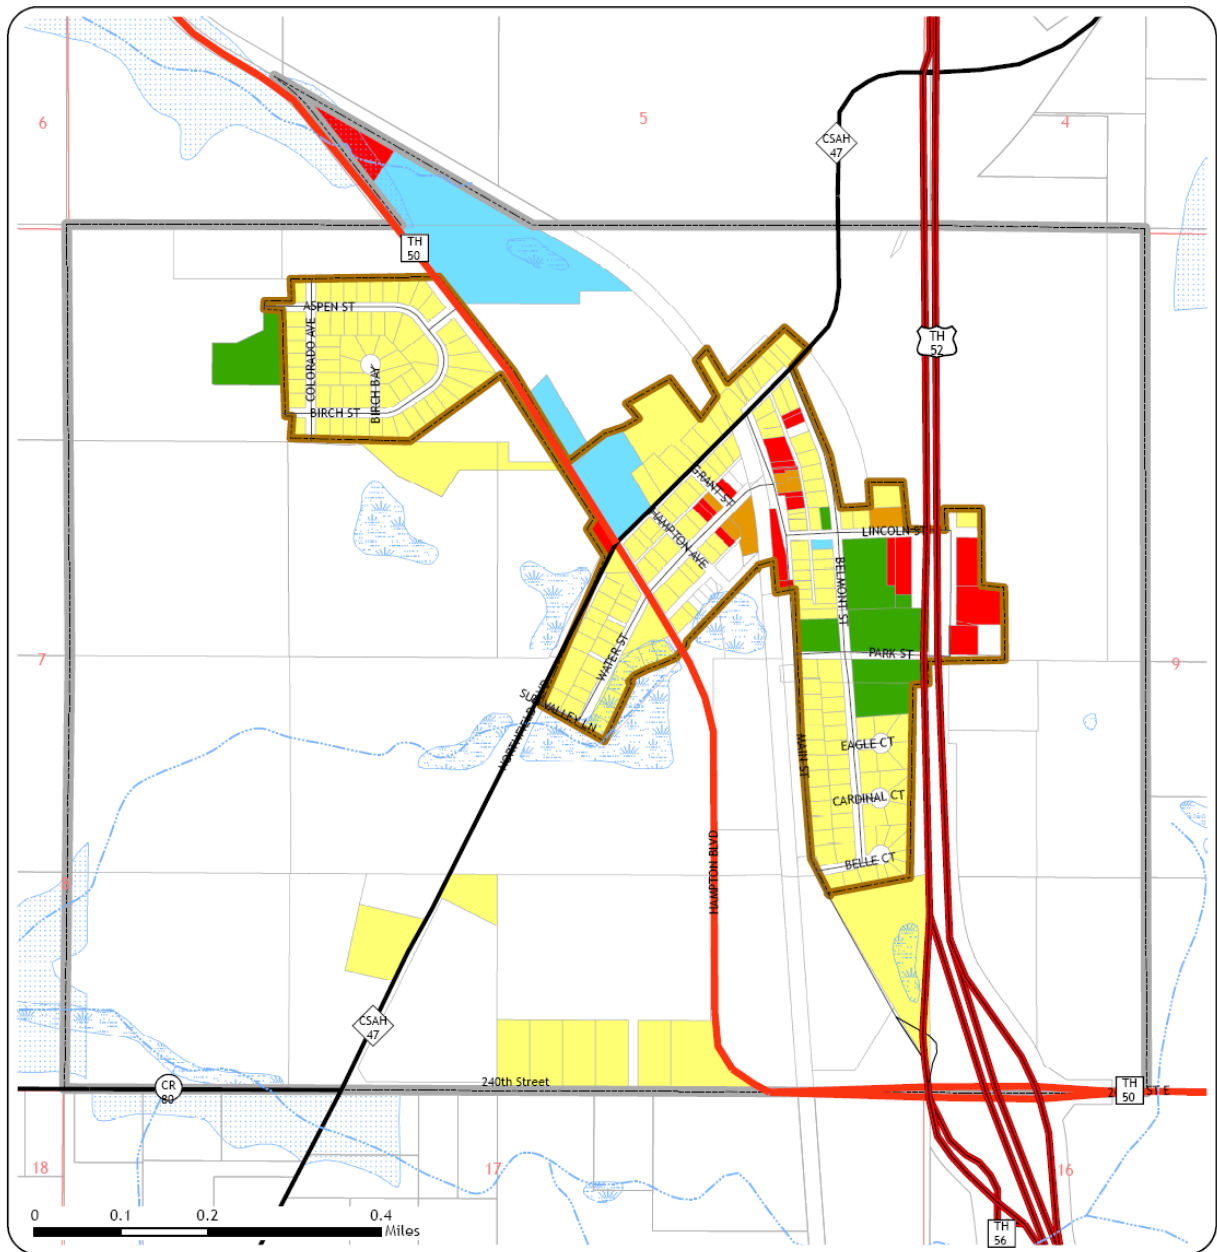 6
5
4
CSAH
47
TH
50
ASPEN ST
COLORADO AVE
BIRCH BAY
BIRCH ST
TH
52
GRANT ST
HAMPTON AVE
LINCOLN ST
BELMONT ST
PARK ST
7
9
WATER ST
VALLEY LN
MAIN ST
EAGLE CT
CARDINAL CT
BELLE CT
HAMPTON BLVD
CSAH
47
240th Street
CR
80
TH
50
ST E
18
17
16
0
0.1
0.2
0.4
Miles
TH
56